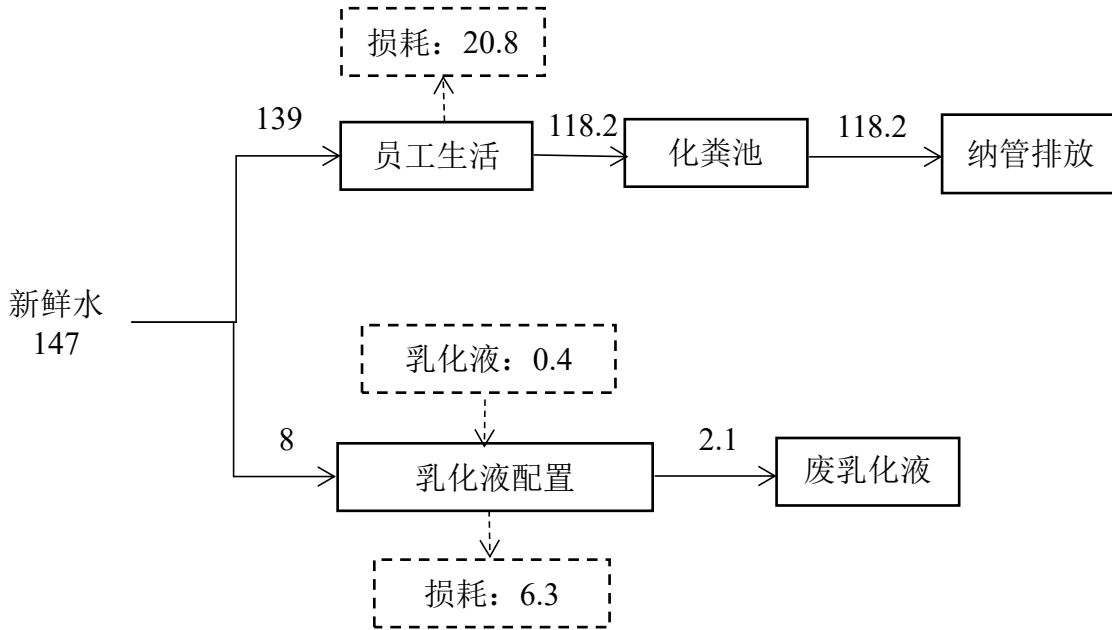 损耗：20.8
139
118.2
118.2
员工生活
化粪池
纳管排放
新鲜水
147
乳化液：0.4
8
2.1
乳化液配置
废乳化液
损耗：6.3